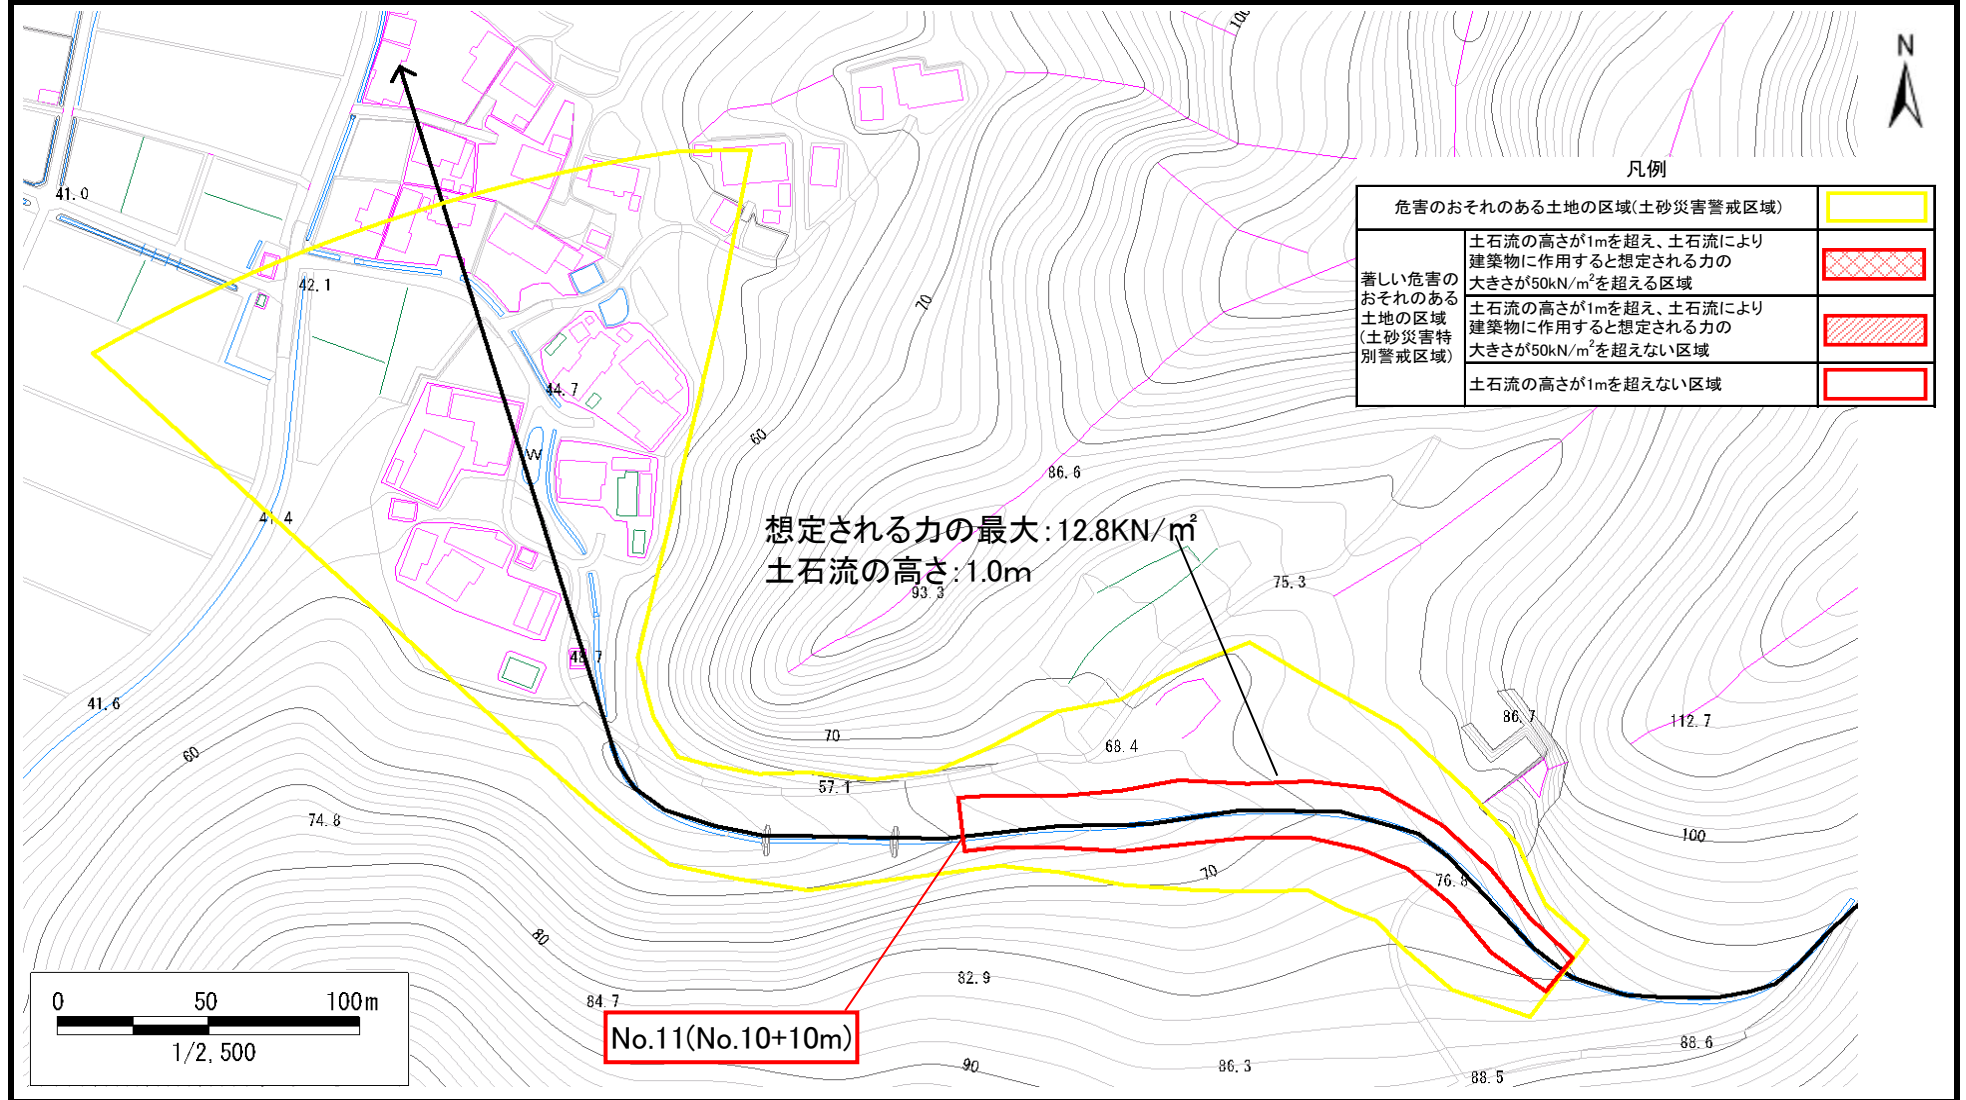 N
凡例
危害のおそれのある土地の区域(土砂災害警戒区域)
著しい危害の
おそれのある
土地の区域
(土砂災害特
別警戒区域)
土石流の高さが1mを超え、土石流により
建築物に作用すると想定される力の
大きさが50kN/m²を超える区域
土石流の高さが1mを超え、土石流により
建築物に作用すると想定される力の
大きさが50kN/m²を超えない区域
土石流の高さが1mを超えない区域
100
41.0
42.1
70
44.7
60
W
86.6
41.4
想定される力の最大:12.8KN/㎡
土石流の高さ:1.0m
93.3
75.3
48.7
41.6
60
70
68.4
86.7
112.7
57.1
74.8
100
70
76.8
80
82.9
84.7
No.11(No.10+10m)
90
86.3
88.5
88.6
0 50 100m
1/2,500